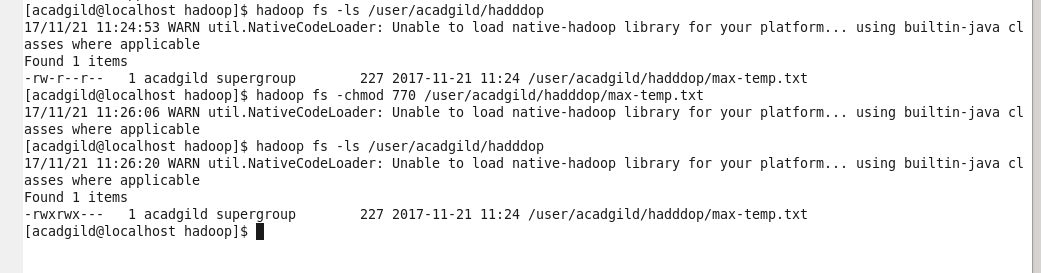 [acadgild@localhost hadoop]$ hadoop fs -ls /user/acadgild/hadddop
17/11/21 11:24:53 WARN util.NativeCodeLoader: Unable to load native-hadoop library for your platform... using builtin-java cl
asses where applicable
Found 1 items
-rw-r--r--   1 acadgild supergroup        227 2017-11-21 11:24 /user/acadgild/hadddop/max-temp.txt
[acadgild@localhost hadoop]$ hadoop fs -chmod 770 /user/acadgild/hadddop/max-temp.txt
17/11/21 11:26:06 WARN util.NativeCodeLoader: Unable to load native-hadoop library for your platform... using builtin-java cl
asses where applicable
[acadgild@localhost hadoop]$ hadoop fs -ls /user/acadgild/hadddop
17/11/21 11:26:20 WARN util.NativeCodeLoader: Unable to load native-hadoop library for your platform... using builtin-java cl
asses where applicable
Found 1 items
-rwxrwx---   1 acadgild supergroup        227 2017-11-21 11:24 /user/acadgild/hadddop/max-temp.txt
[acadgild@localhost hadoop]$